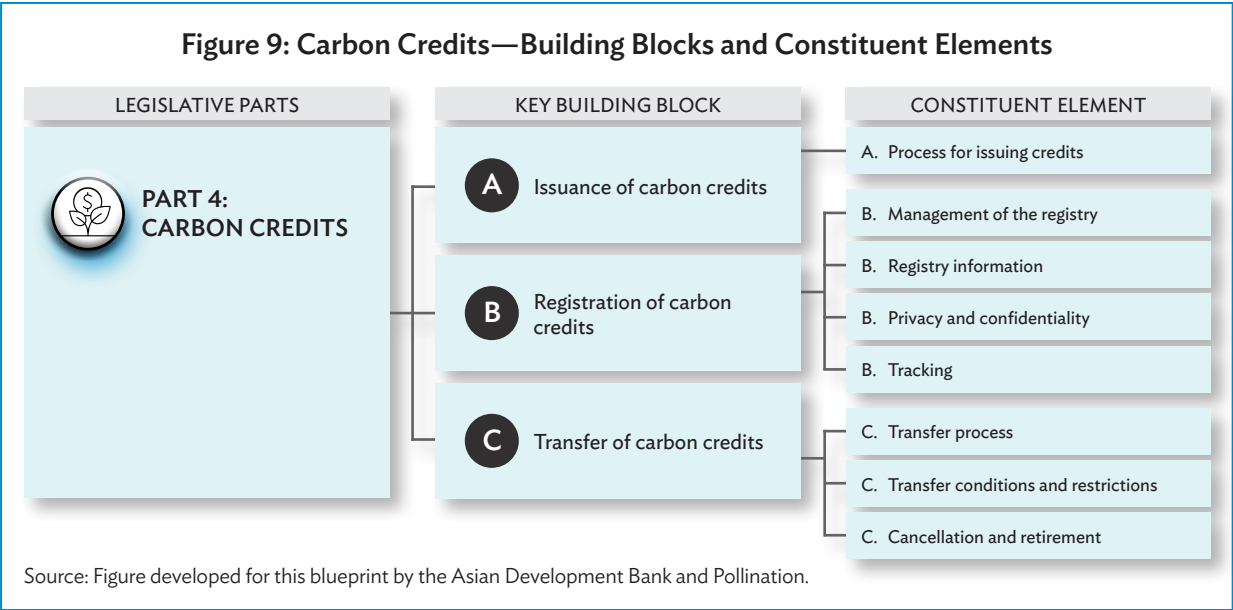 Figure 9: Carbon Credits—Building Blocks and Constituent Elements
LEGISLATIVE PARTS
KEY BUILDING BLOCK
CONSTITUENT ELEMENT
PART 4:
CARBON CREDITS
$
A
Issuance of carbon credits
B
Registration of carbon
credits
C
Transfer of carbon credits
A. Process for issuing credits
B. Management of the registry
B. Registry information
B. Privacy and confidentiality
B. Tracking
C. Transfer process
C. Transfer conditions and restrictions
C. Cancellation and retirement
Source: Figure developed for this blueprint by the Asian Development Bank and Pollination.